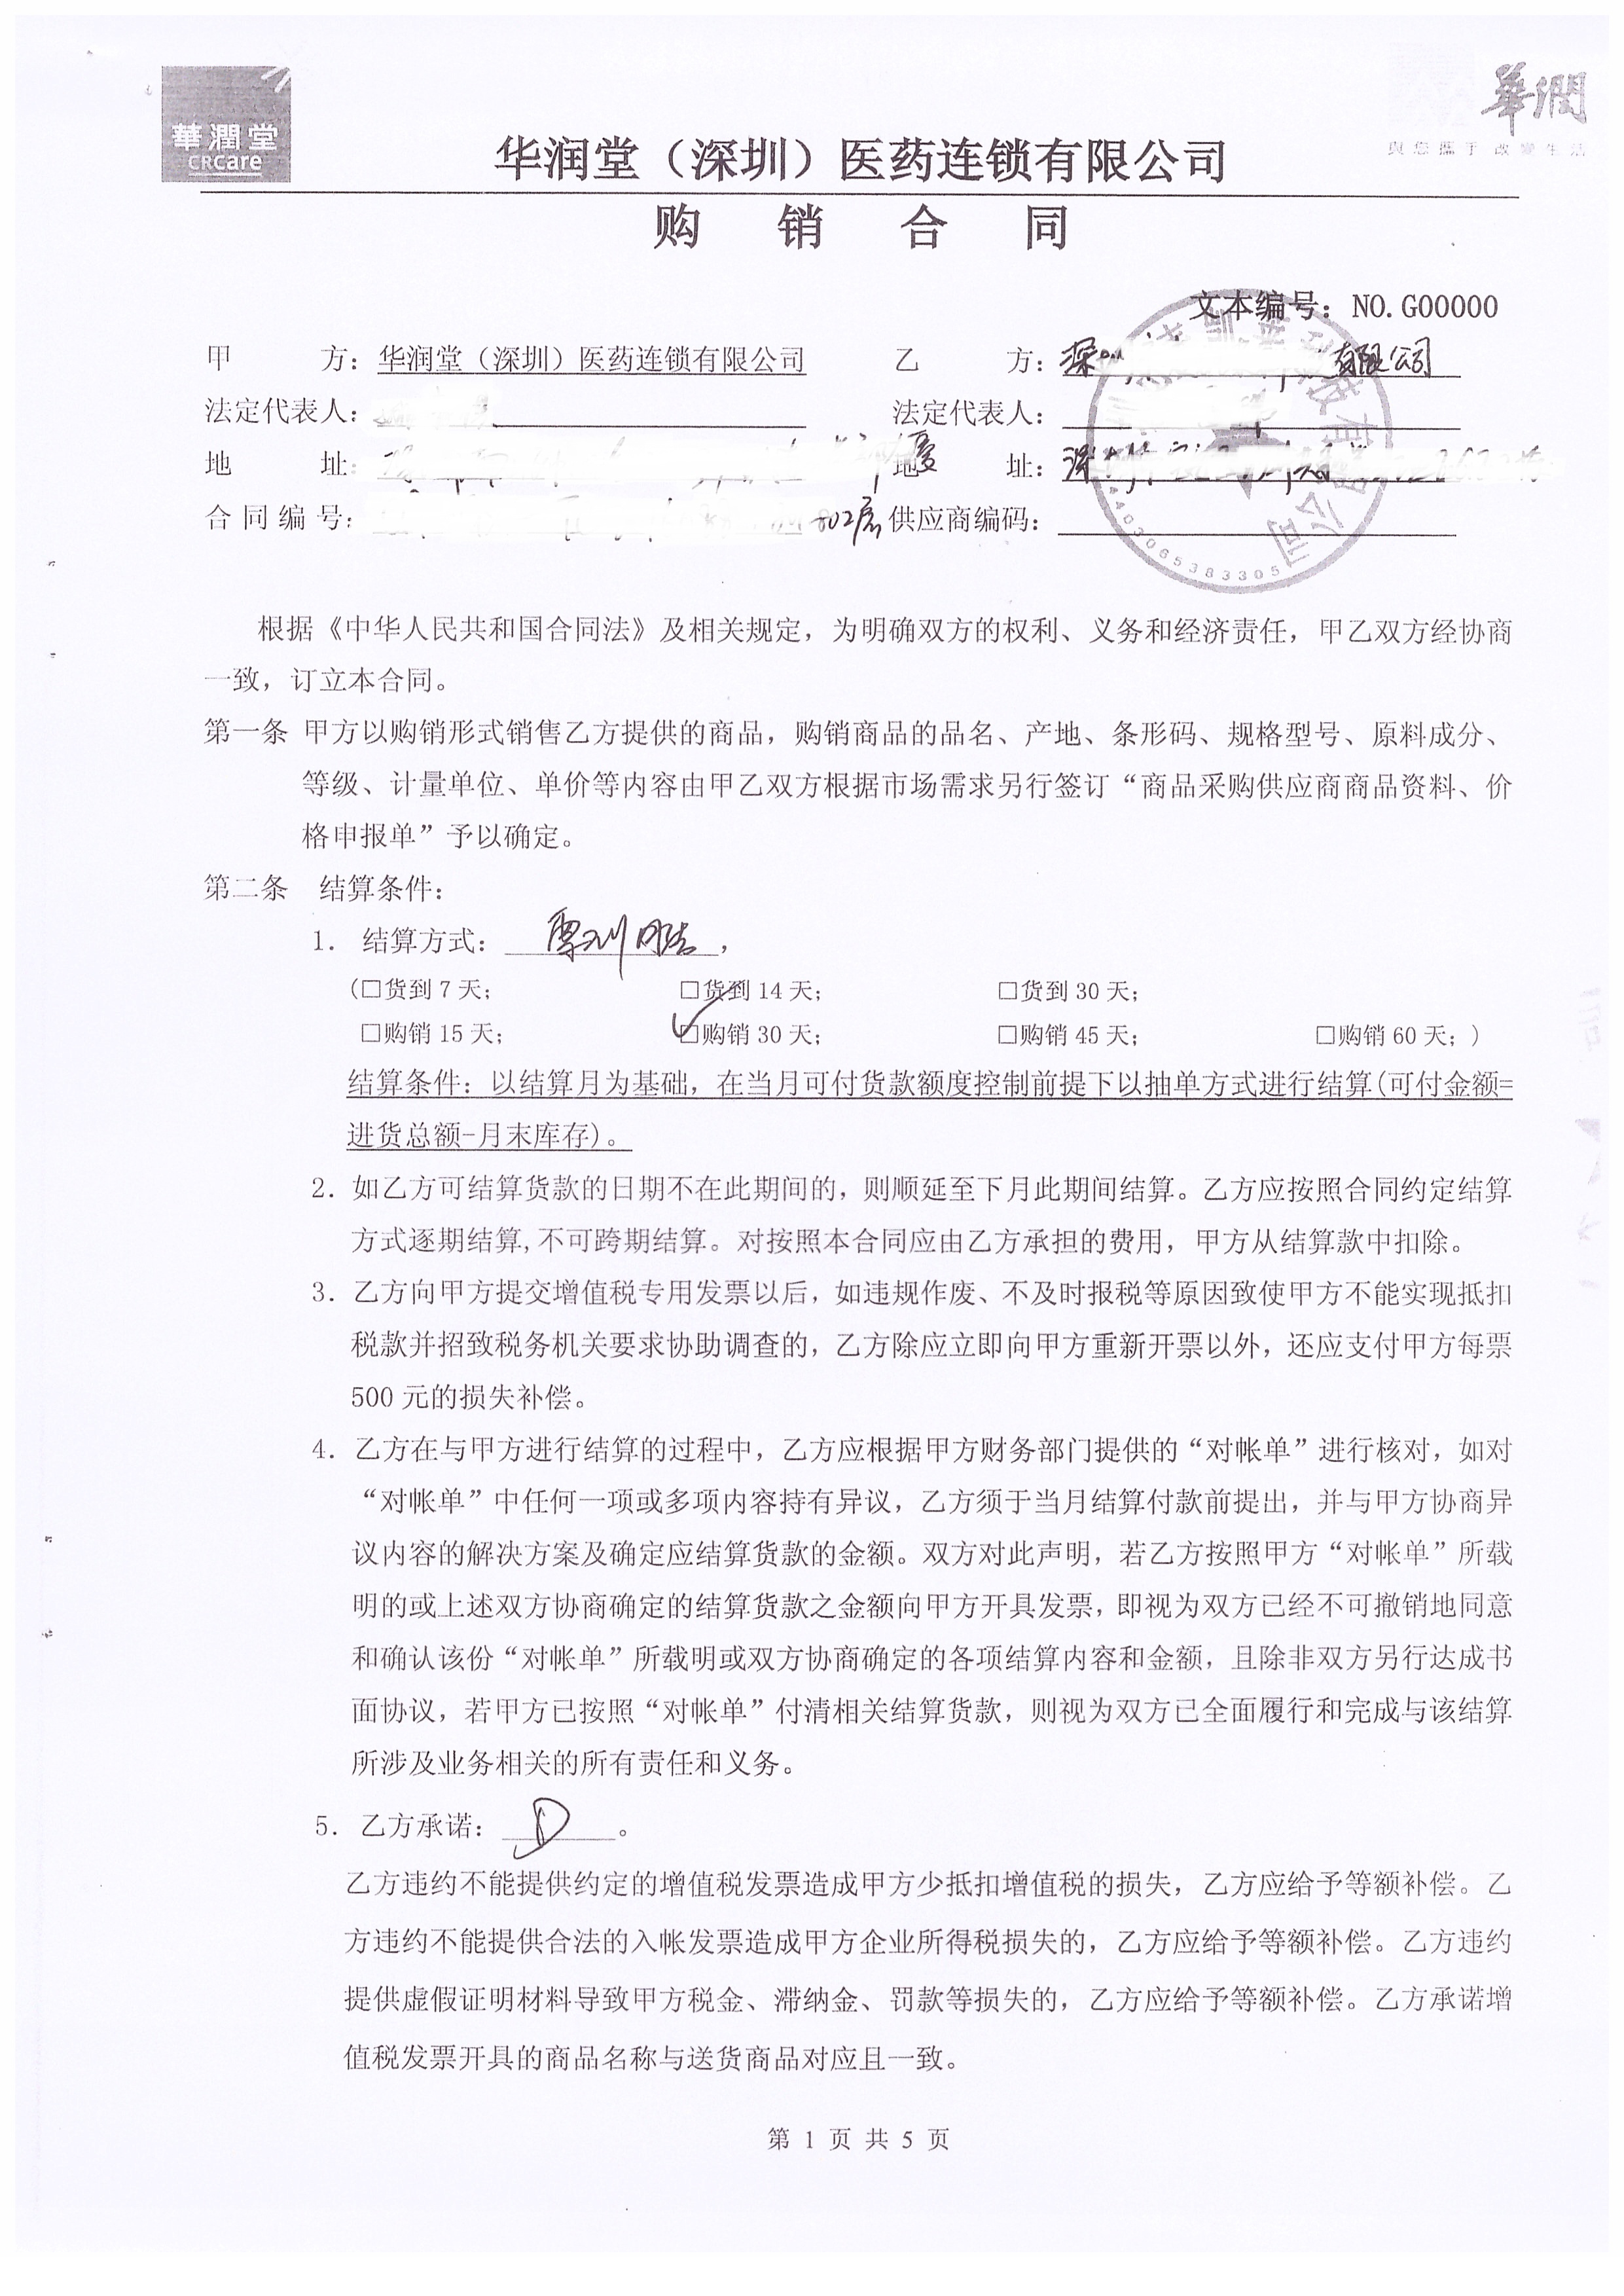 華潤堂
CRCare
華潤
與您攜手 改變生活
华润堂（深圳）医药连锁有限公司
购销合同
文本编号：NO.G00000
甲方：华润堂（深圳）医药连锁有限公司 乙方：深 有限公司
法定代表人： 法定代表人：
地址： 厦 地址：深
合同编号： 802房 供应商编码：
4403065383305
根据《中华人民共和国合同法》及相关规定，为明确双方的权利、义务和经济责任，甲乙双方经协商
一致，订立本合同。
第一条 甲方以购销形式销售乙方提供的商品，购销商品的品名、产地、条形码、规格型号、原料成分、
等级、计量单位、单价等内容由甲乙双方根据市场需求另行签订“商品采购供应商商品资料、价
格申报单”予以确定。
第二条 结算条件：
1. 结算方式：票到月结，
（□货到7天； □货到14天； □货到30天；
□购销15天； ☑购销30天； □购销45天； □购销60天；）
结算条件：以结算月为基础，在当月可付货款额度控制前提下以抽单方式进行结算(可付金额=
进货总额-月末库存)。
2. 如乙方可结算货款的日期不在此期间的，则顺延至下月此期间结算。乙方应按照合同约定结算
方式逐期结算,不可跨期结算。对按照本合同应由乙方承担的费用，甲方从结算款中扣除。
3. 乙方向甲方提交增值税专用发票以后，如违规作废、不及时报税等原因致使甲方不能实现抵扣
税款并招致税务机关要求协助调查的，乙方除应立即向甲方重新开票以外，还应支付甲方每票
500元的损失补偿。
4. 乙方在与甲方进行结算的过程中，乙方应根据甲方财务部门提供的“对帐单”进行核对，如对
“对帐单”中任何一项或多项内容持有异议，乙方须于当月结算付款前提出，并与甲方协商异
议内容的解决方案及确定应结算货款的金额。双方对此声明，若乙方按照甲方“对帐单”所载
明的或上述双方协商确定的结算货款之金额向甲方开具发票，即视为双方已经不可撤销地同意
和确认该份“对帐单”所载明或双方协商确定的各项结算内容和金额，且除非双方另行达成书
面协议，若甲方已按照“对帐单”付清相关结算货款，则视为双方已全面履行和完成与该结算
所涉及业务相关的所有责任和义务。
5. 乙方承诺： 。
乙方违约不能提供约定的增值税发票造成甲方少抵扣增值税的损失，乙方应给予等额补偿。乙
方违约不能提供合法的入帐发票造成甲方企业所得税损失的，乙方应给予等额补偿。乙方违约
提供虚假证明材料导致甲方税金、滞纳金、罚款等损失的，乙方应给予等额补偿。乙方承诺增
值税发票开具的商品名称与送货商品对应且一致。
第 1 页 共 5 页